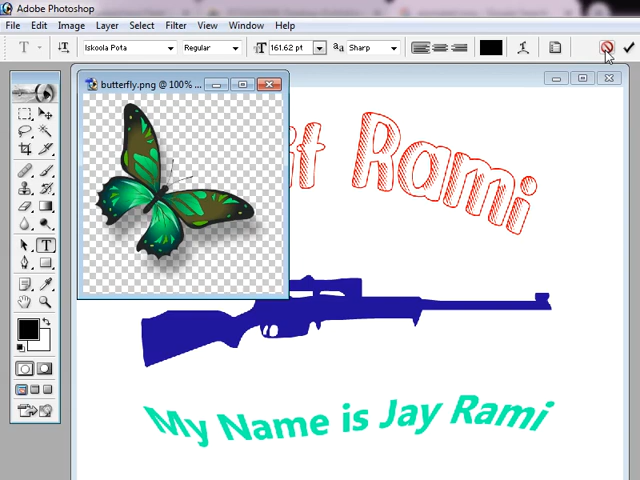 Adobe Photoshop
File Edit Image Layer Select Filter View Window Help
T Iskoola Pota Regular T 161.62 pt aa Sharp
butterfly.png @ 100% ...
it Rami
My Name is Jay Rami